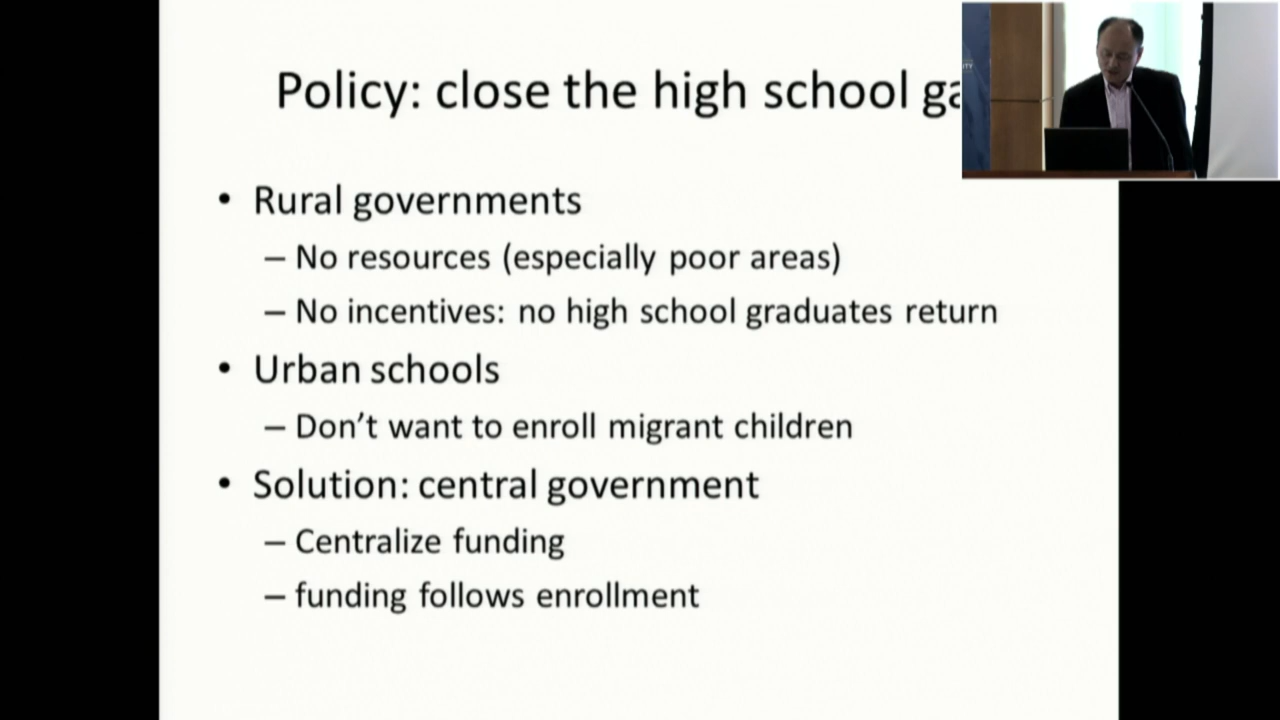 Policy: close the high school
• Rural governments
– No resources (especially poor areas)
– No incentives: no high school graduates return
• Urban schools
– Don't want to enroll migrant children
• Solution: central government
– Centralize funding
– funding follows enrollment